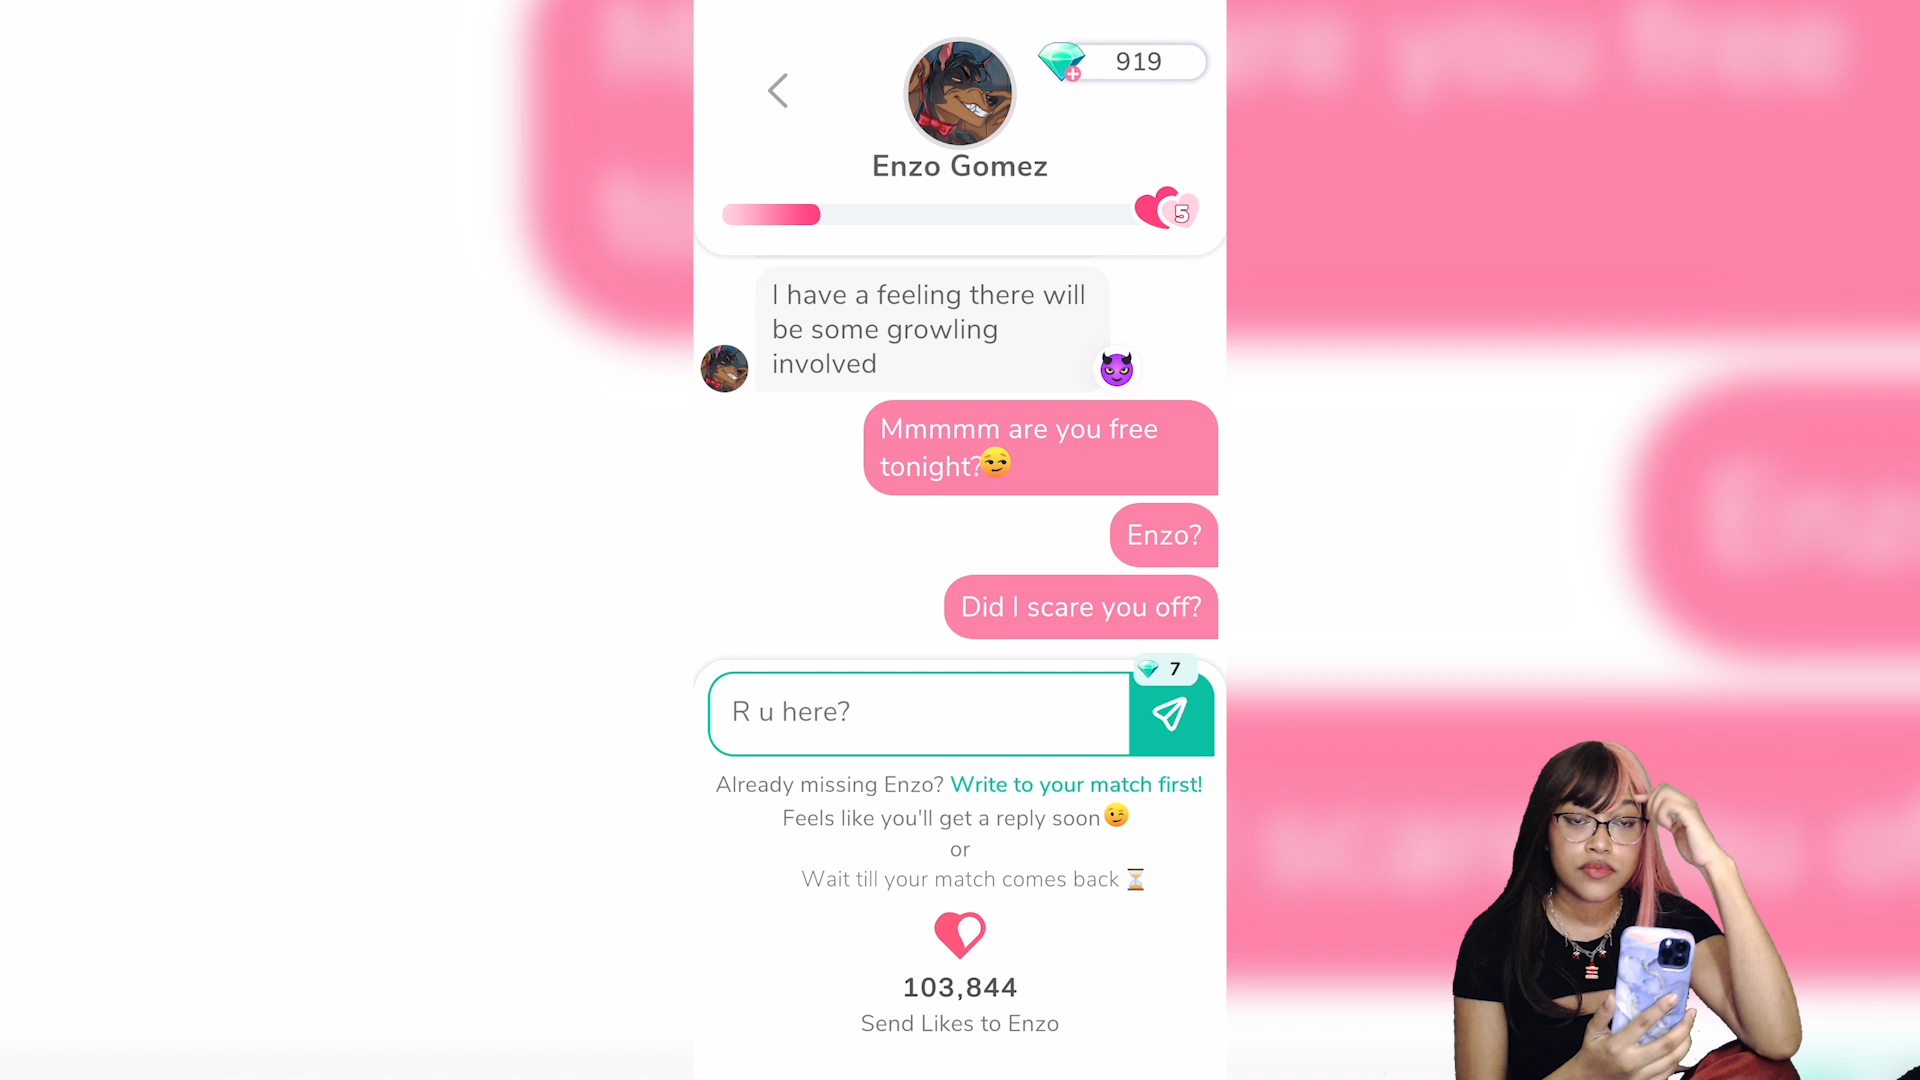 919
Enzo Gomez
5
I have a feeling there will
be some growling
involved
Mmmmm are you free
tonight?😏
Enzo?
Did I scare you off?
7
R u here?
Already missing Enzo? Write to your match first!
Feels like you'll get a reply soon😉
or
Wait till your match comes back ⏳
103,844
Send Likes to Enzo